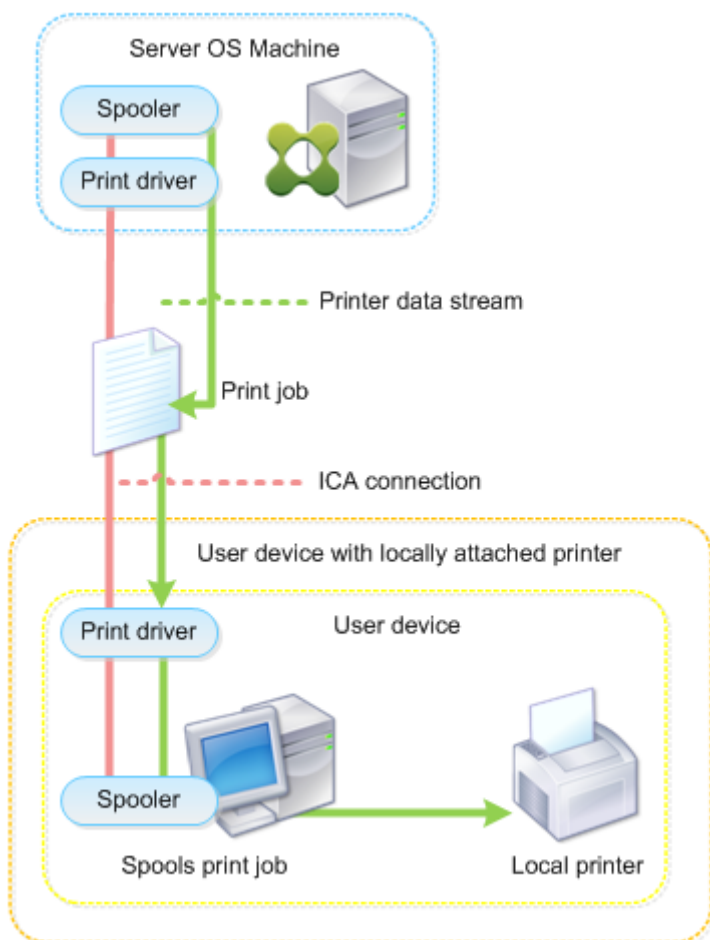 Server OS Machine
Spooler
Print driver
Printer data stream
Print job
ICA connection
User device with locally attached printer
User device
Print driver
Spooler
Spools print job
Local printer